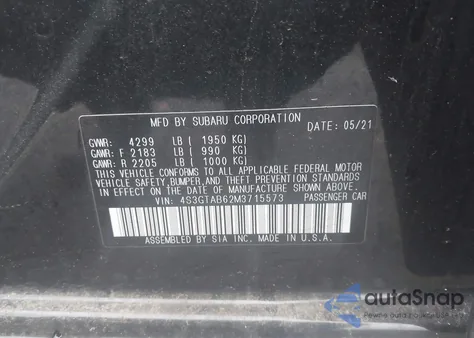 MFD BY SUBARU CORPORATION
DATE: 05/21
GVWR: 4299 LB ( 1950 KG)
GAWR: F 2183 LB ( 990 KG)
GAWR: R 2205 LB ( 1000 KG)
THIS VEHICLE CONFORMS TO ALL APPLICABLE FEDERAL MOTOR
VEHICLE SAFETY,BUMPER,AND THEFT PREVENTION STANDARDS
IN EFFECT ON THE DATE OF MANUFACTURE SHOWN ABOVE.
VIN: 4S3GTAB62M3715573 PASSENGER CAR
ASSEMBLED BY SIA INC. MADE IN U.S.A.
autoSnap